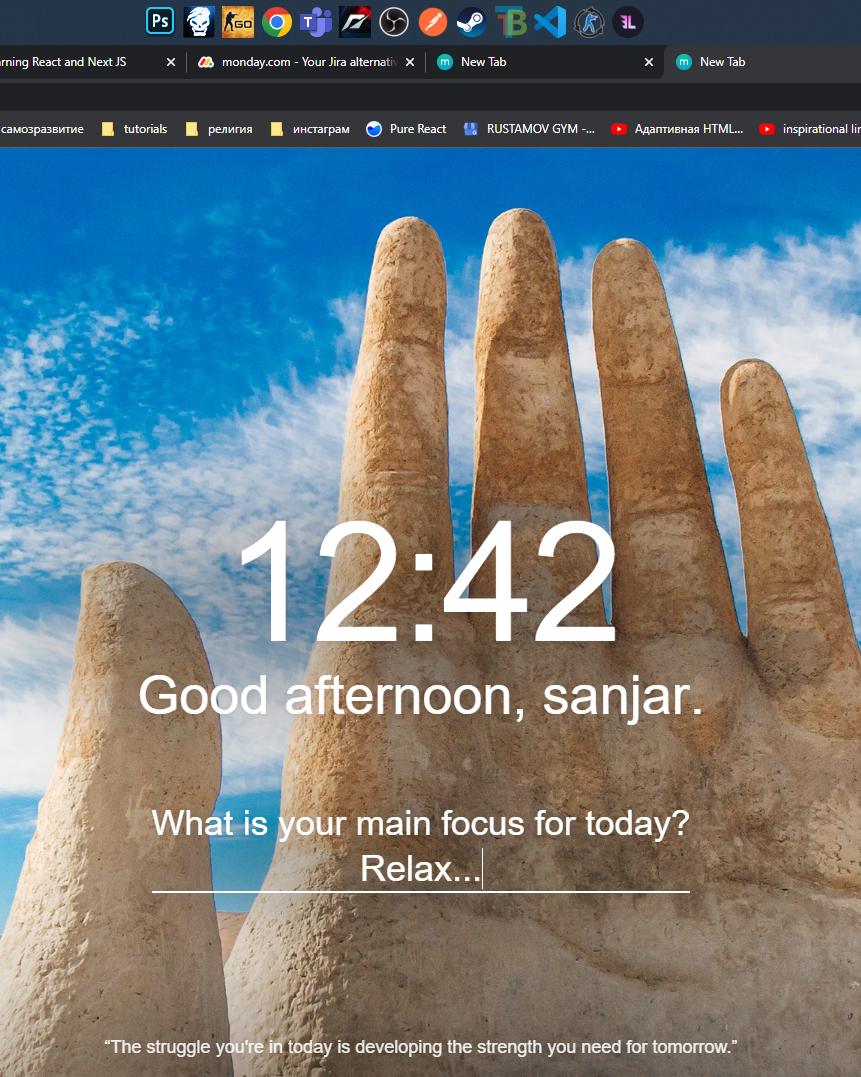 Ps
GO
TB
rning React and Next JS
monday.com - Your Jira alternativ
m New Tab
m New Tab
самозразвитие
tutorials
религия
инстаграм
Pure React
RUSTAMOV GYM -...
Адаптивная HTML...
inspirational lin
12:42
Good afternoon, sanjar.
What is your main focus for today?
Relax...
“The struggle you're in today is developing the strength you need for tomorrow.”